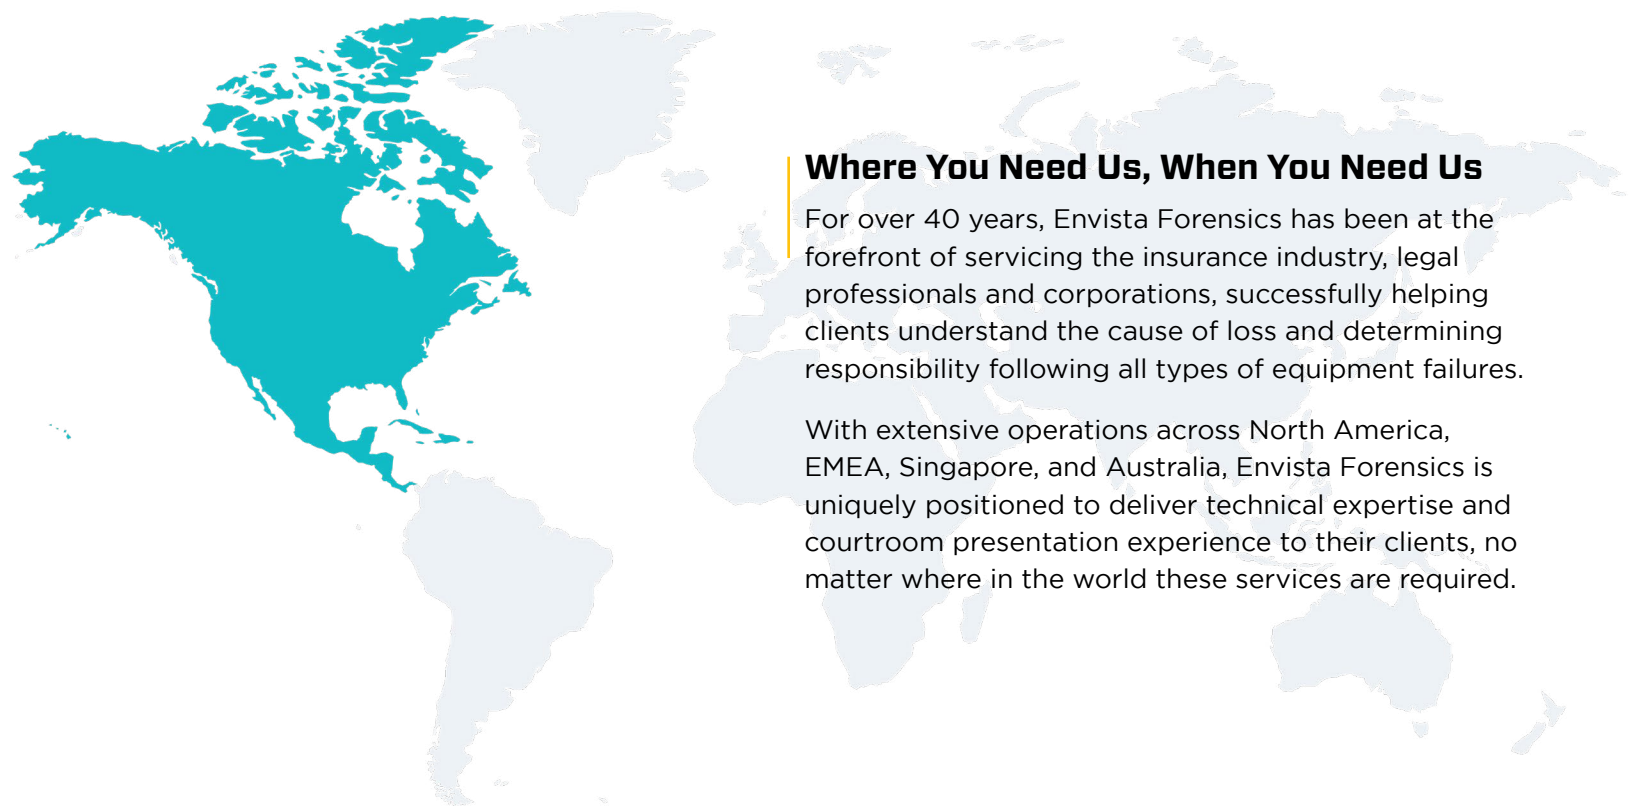 Where You Need Us, When You Need Us
For over 40 years, Envista Forensics has been at the
forefront of servicing the insurance industry, legal
professionals and corporations, successfully helping
clients understand the cause of loss and determining
responsibility following all types of equipment failures.
With extensive operations across North America,
EMEA, Singapore, and Australia, Envista Forensics is
uniquely positioned to deliver technical expertise and
courtroom presentation experience to their clients, no
matter where in the world these services are required.